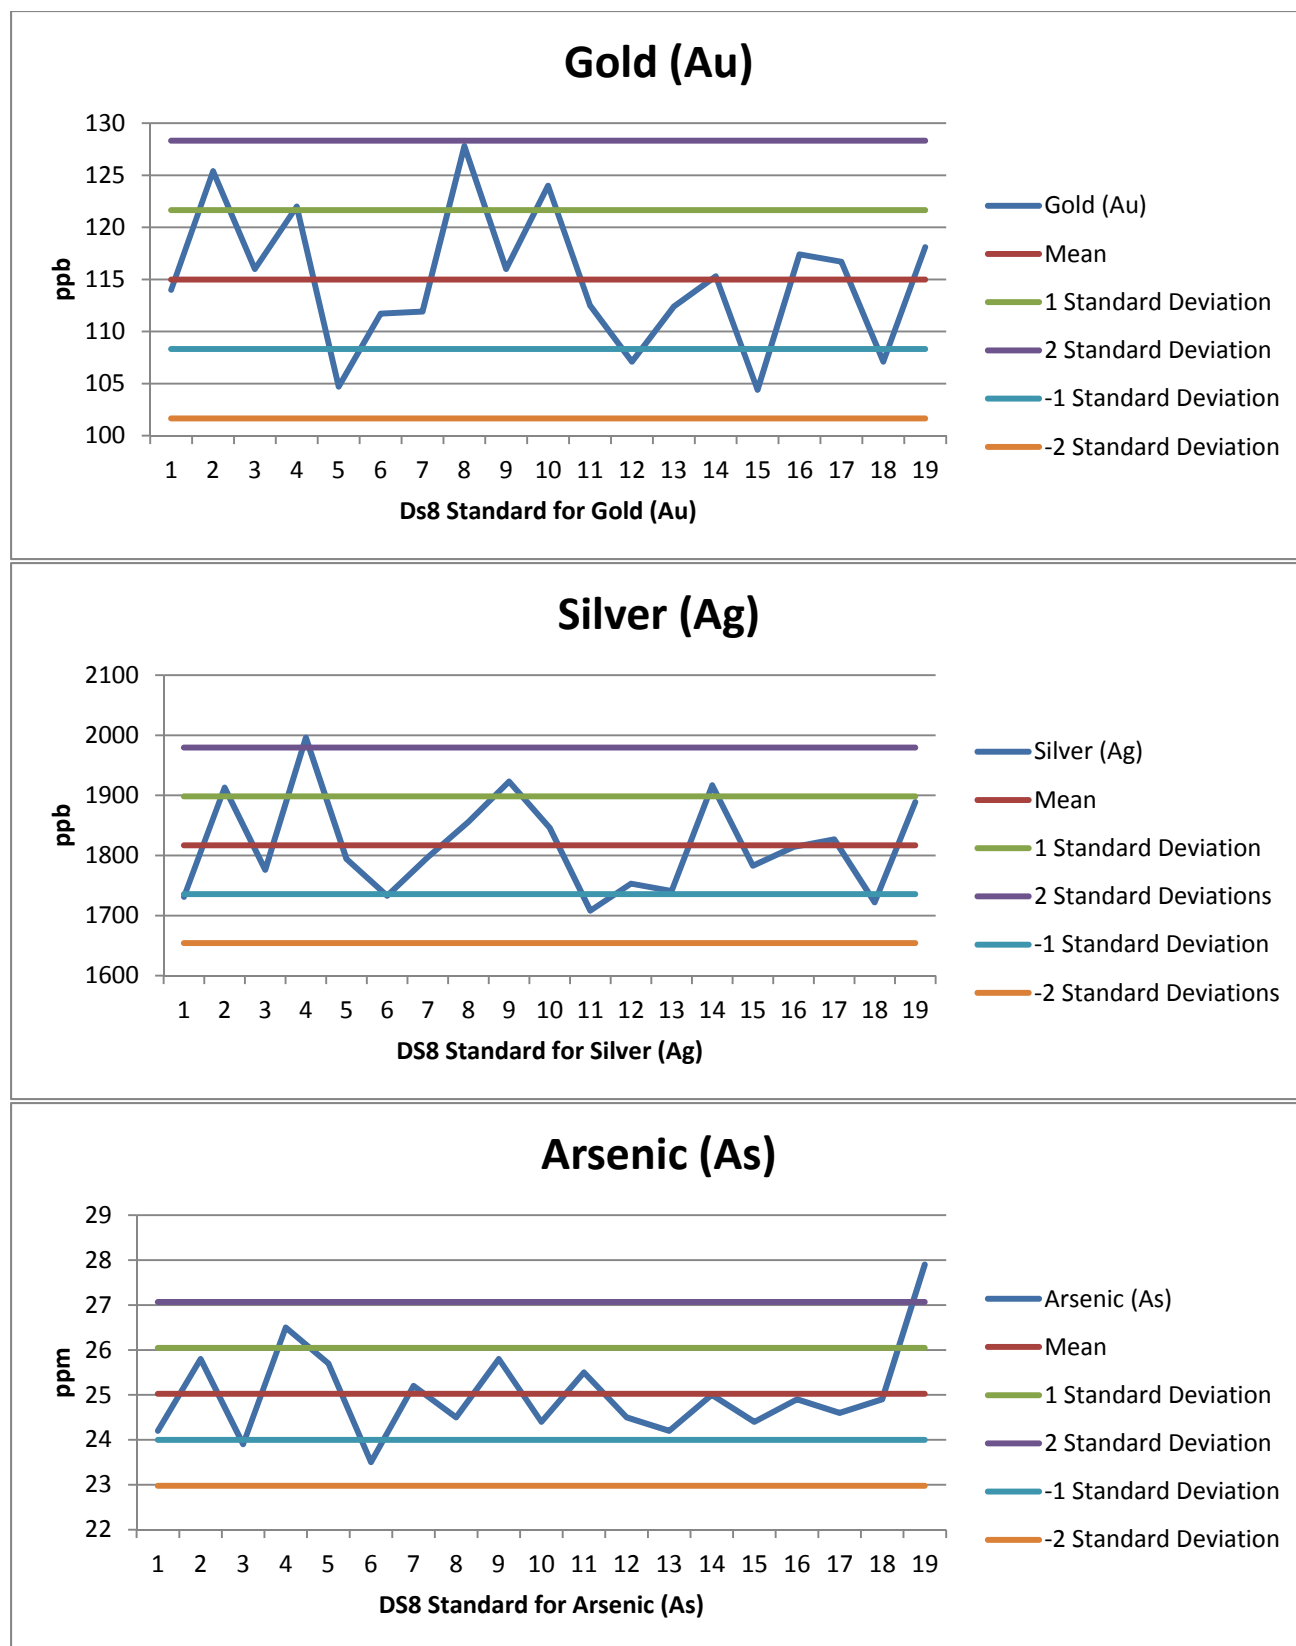 Gold (Au)
130
125
120
115
110
105
100
ppb
1 2 3 4 5 6 7 8 9 10 11 12 13 14 15 16 17 18 19
Ds8 Standard for Gold (Au)
Gold (Au)
Mean
1 Standard Deviation
2 Standard Deviation
-1 Standard Deviation
-2 Standard Deviation
Silver (Ag)
2100
2000
1900
1800
1700
1600
ppb
1 2 3 4 5 6 7 8 9 10 11 12 13 14 15 16 17 18 19
DS8 Standard for Silver (Ag)
Silver (Ag)
Mean
1 Standard Deviation
2 Standard Deviations
-1 Standard Deviation
-2 Standard Deviations
Arsenic (As)
29
28
27
26
25
24
23
22
ppm
1 2 3 4 5 6 7 8 9 10 11 12 13 14 15 16 17 18 19
DS8 Standard for Arsenic (As)
Arsenic (As)
Mean
1 Standard Deviation
2 Standard Deviation
-1 Standard Deviation
-2 Standard Deviation